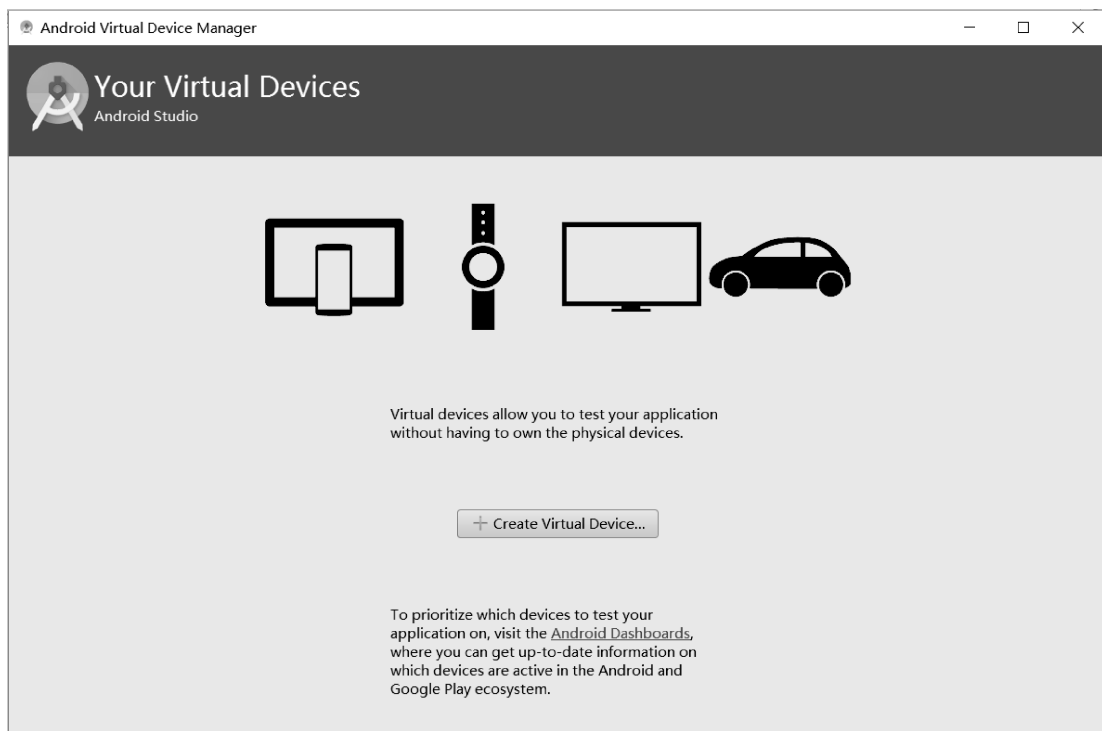 Android Virtual Device Manager
Your Virtual Devices
Android Studio
Virtual devices allow you to test your application
without having to own the physical devices.
Create Virtual Device...
To prioritize which devices to test your
application on, visit the Android Dashboards,
where you can get up-to-date information on
which devices are active in the Android and
Google Play ecosystem.